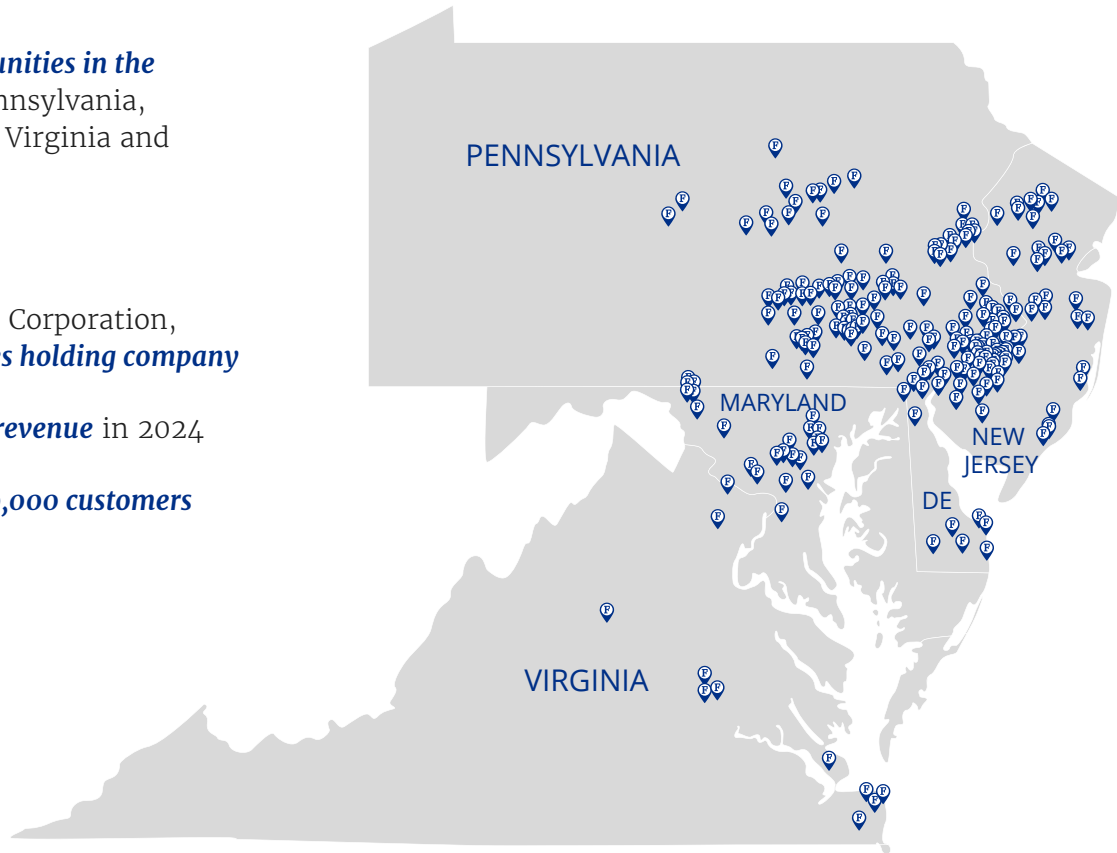 unities in the
nnsylvania,
Virginia and
Corporation,
s holding company
revenue in 2024
,000 customers
PENNSYLVANIA
MARYLAND
NEW
JERSEY
DE
VIRGINIA